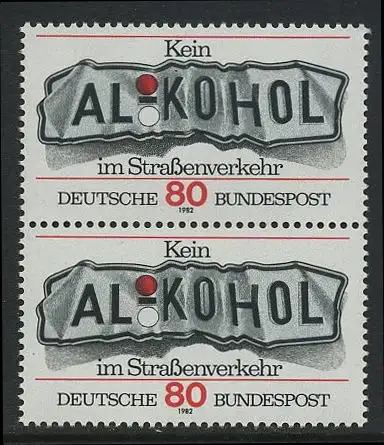 Kein
AL-KOHOL
im Straßenverkehr
DEUTSCHE 80 BUNDESPOST
1982
Kein
AL-KOHOL
im Straßenverkehr
DEUTSCHE 80 BUNDESPOST
1982